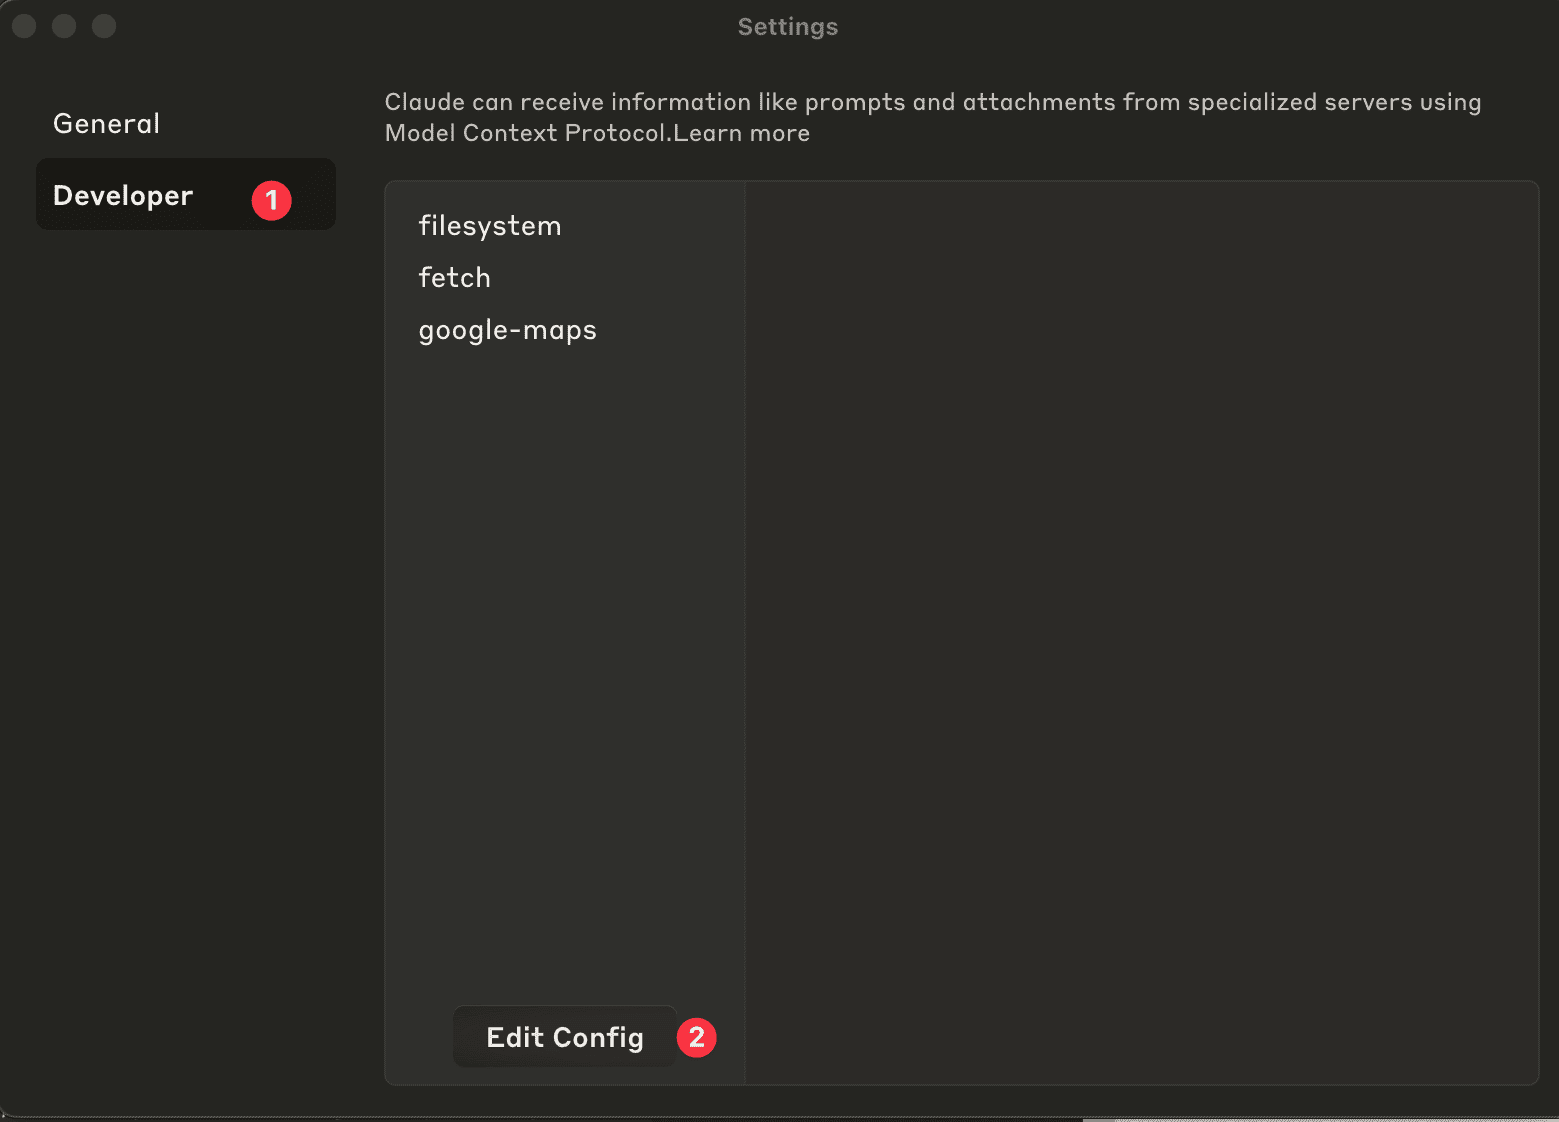 Settings
General
Developer 1
Claude can receive information like prompts and attachments from specialized servers using
Model Context Protocol.Learn more
filesystem
fetch
google-maps
Edit Config 2